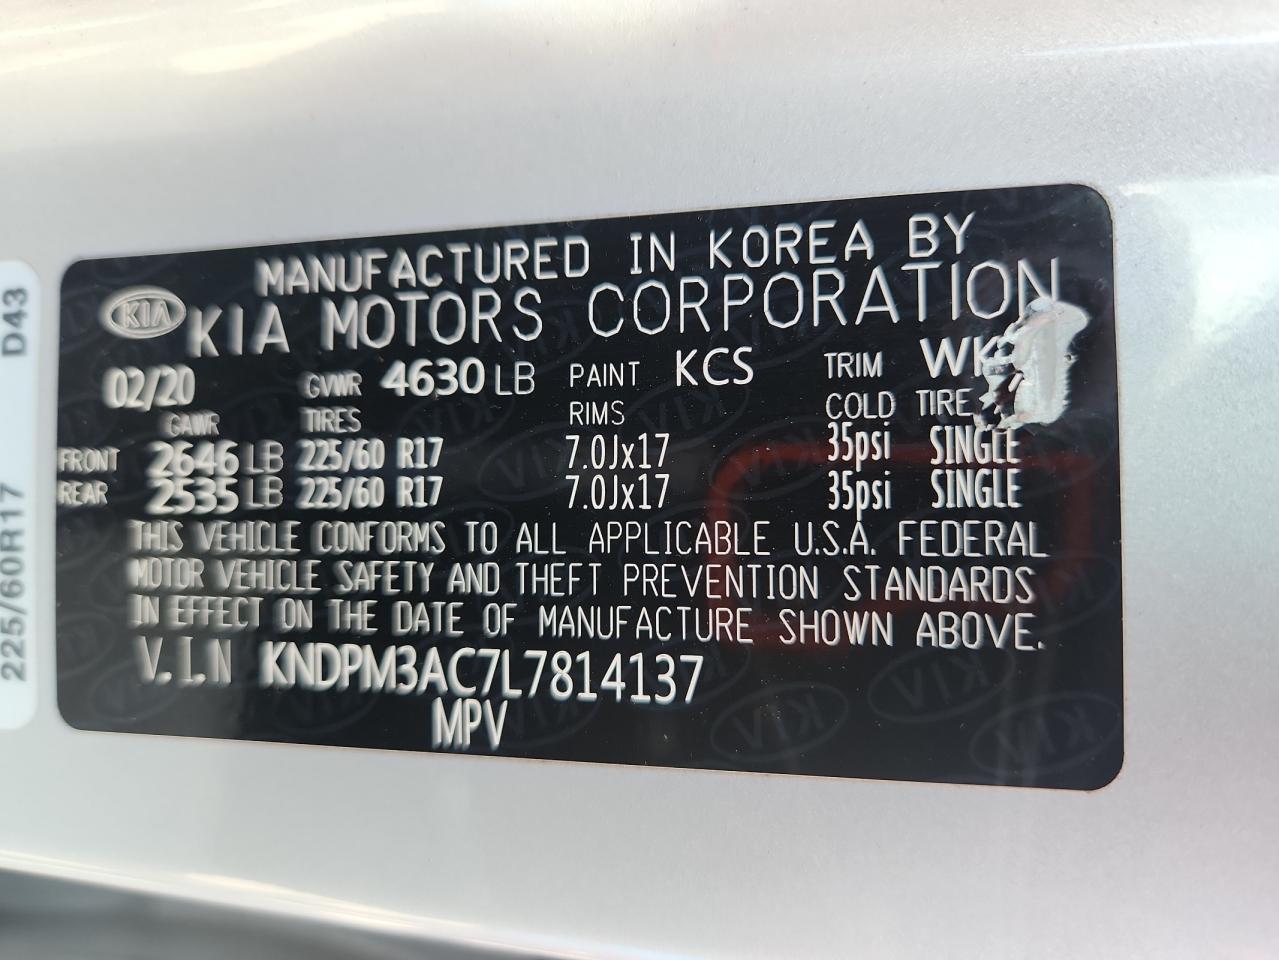 MANUFACTURED IN KOREA BY
KIA KIA MOTORS CORPORATION
02/20 GVWR 4630 LB PAINT KCS TRIM
GAWR TIRES RIMS COLD TIRE
FRONT 2646 LB 225/60 R17 7.0Jx17 35psi SINGLE
REAR 2535 LB 225/60 R17 7.0Jx17 35psi SINGLE
THIS VEHICLE CONFORMS TO ALL APPLICABLE U.S.A. FEDERAL
MOTOR VEHICLE SAFETY AND THEFT PREVENTION STANDARDS
IN EFFECT ON THE DATE OF MANUFACTURE SHOWN ABOVE.
V.I.N KNDPM3AC7L7814137
MPV
225/60R17 D43